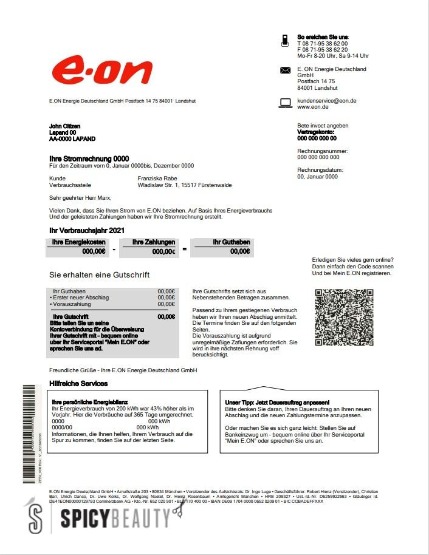 e·on
E.ON Energie Deutschland GmbH Postfach 14 75 84001 Landshut
So erreichen Sie uns:
T 08 71-95 38 62 00
F 08 71-95 38 62 20
Mo-Fr 8-20 Uhr, Sa 9-14 Uhr
E. ON Energie Deutschland
GmbH
Postfach 14 75
84001 Landshut
kundenservice@eon.de
www.eon.de
John Citizen
Lapand 00
AA-0000 LAPAND
Bitte immer angeben
Vertragskonto:
000 000 000 00
Rechnungsnummer:
000 000 000 000
Rechnungsdatum:
00. Januar 0000
Ihre Stromrechnung 0000
Für den Zeitraum vom 0. Januar 0000bis, Dezember 0000
Kunde Franziska Rabe
Verbrauchsstelle Wladislaw Str. 1, 15517 Fürstenwalde
Sehr geehrter Herr Marx,
Vielen Dank, dass Sie Ihren Strom von E.ON beziehen. Auf Basis Ihres Energieverbrauchs
Und der geleisteten Zahlungen haben wir Ihre Stromrechnung erstellt.
Ihr Verbrauchsjahr 2021
Ihre Energiekosten Ihre Zahlungen Ihr Guthaben
000,00€ - 000,00€ = 00,00€
Erledigen Sie vieles gern online?
Dann einfach den Code scannen
Und bei Mein E.ON registrieren.
Sie erhalten eine Gutschrift
Ihr Guthaben 00,00€
• Erster neuer Abschlag 00,00€
• Vorauszahlung 00,00€
Ihre Gutschrift 00,00€
Bitte teilen Sie un seine
Kontoverbindung für die Überweisung
Ihrer Gutschrift mit - bequem online
über Ihr Serviceportal "Mein E.ON" oder
sprechen Sie uns an.
Ihre Gutschrift setzt sich aus
Nebenstehenden Betragen zusammen.
Passend zu Ihrem gestiegenen Verbrauch
haben wir Ihren neuen Abschlag ermittelt.
Die Termine finden Sie auf den folgenden
Seiten.
Die Vorauszahlung ist aufgrund
unregelmäßige Zahlungen erforderlich. Sie
wird in Ihre nächsten Rehnung voll
berücksichtigt.
Freundliche Grüße - Ihre E.ON Energie Deutschland GmbH
Hilfreiche Services
Ihre persönliche Energiebilanz:
Ihr Energieverbrauch von 200 kWh war 43% höher als im
Vorjahr. Hier die Verbräuche auf 365 Tage umgerechnet.
0000 000 kWh
0000/00 000 kWh
Informationen, die Ihnen helfen, Ihrem Verbrauch auf die
Spur zu kommen, finden Sie auf der letzten Seite.
Unser Tipp: Jetzt Dauerauftrag anpassen!
Bitte denken Sie daran, Ihren Dauerauftrag an Ihren neuen
Abschlag und die neuen Zahlungstermine anzupassen.
Oder machen Sie es sich ganz leicht. Stellen Sie auf
Bankeinzug um - bequem online über Ihr Serviceportal
"Mein E.ON" oder sprechen Sie uns an.
SPICYBEAUTY